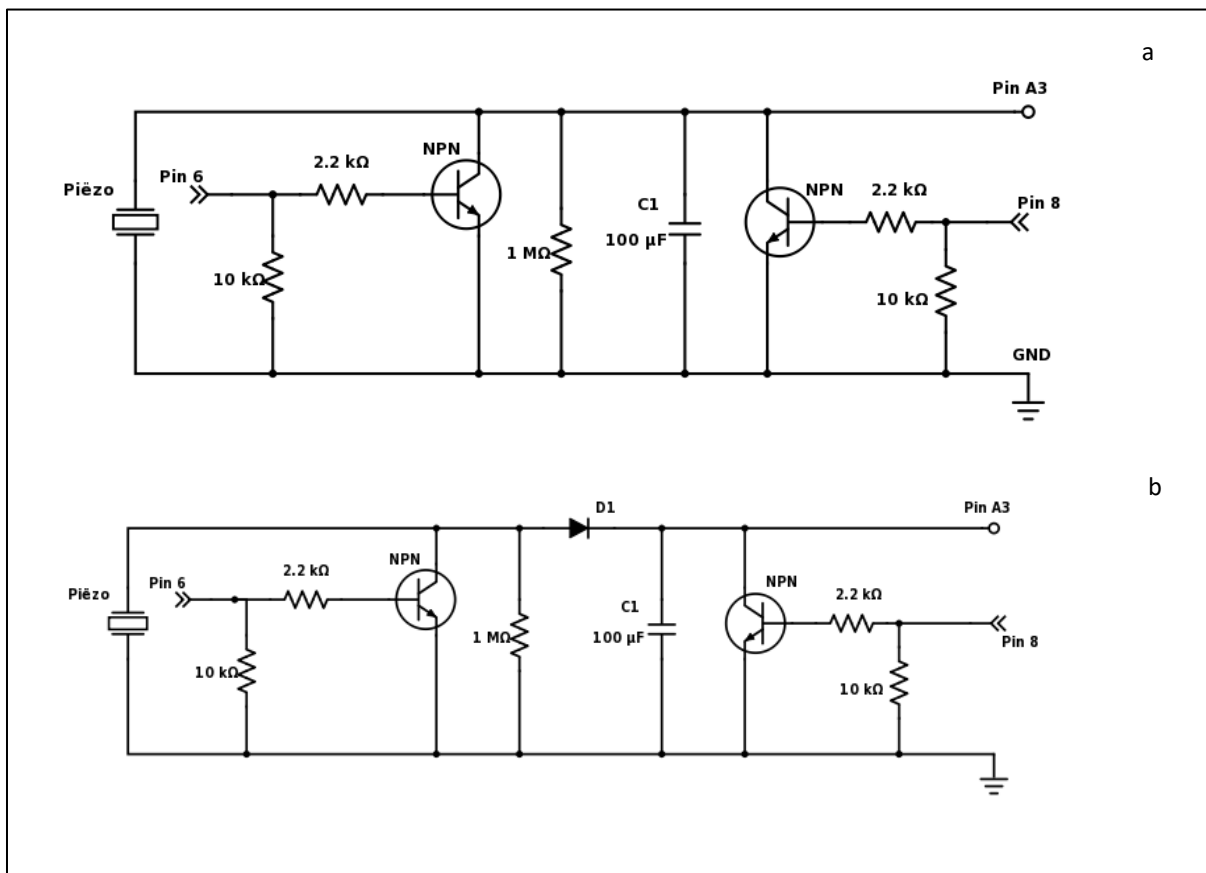 a
Pin A3
NPN
2.2 kΩ
Pin 6
Piëzo
NPN
2.2 kΩ
C1
Pin 8
100 µF
1 MΩ
10 kΩ
10 kΩ
GND
b
D1
Pin A3
NPN
2.2 kΩ
Pin 6
Piëzo
NPN
2.2 kΩ
C1
1 MΩ
100 µF
Pin 8
10 kΩ
10 kΩ